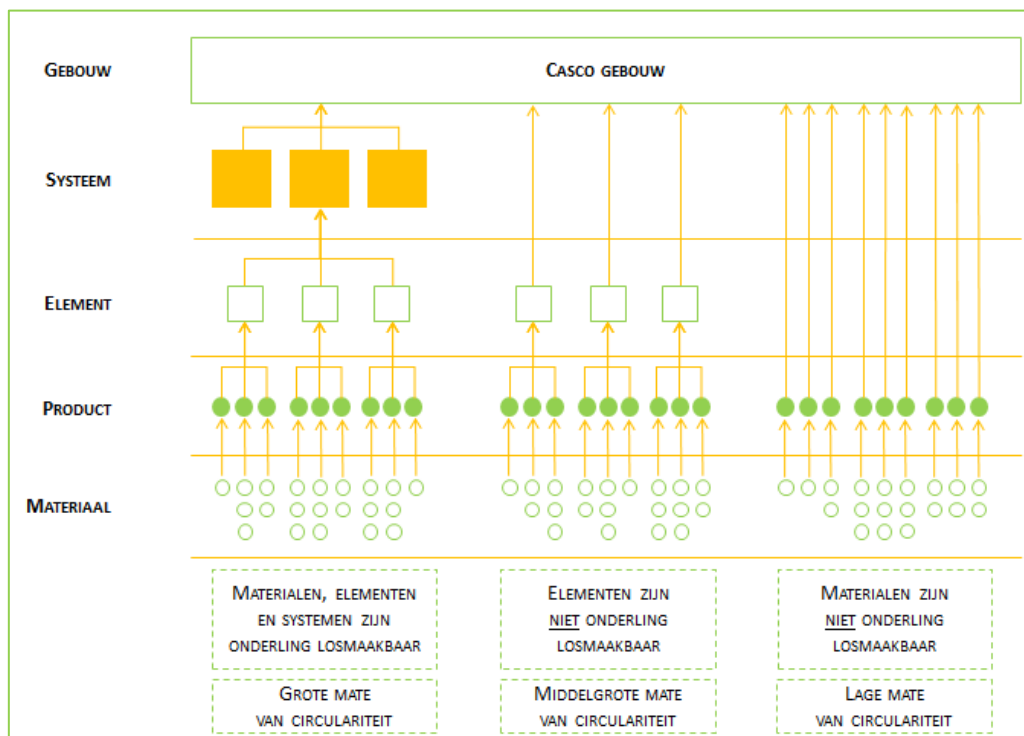 GEBOUW
CASCO GEBOUW
SYSTEEM
ELEMENT
PRODUCT
MATERIAAL
MATERIALEN, ELEMENTEN
EN SYSTEMEN ZIJN
ONDERLING LOSMAAKBAAR
ELEMENTEN ZIJN
NIET ONDERLING
LOSMAAKBAAR
MATERIALEN ZIJN
NIET ONDERLING
LOSMAAKBAAR
GROTE MATE
VAN CIRCULARITEIT
MIDDELGROTE MATE
VAN CIRCULARITEIT
LAGE MATE
VAN CIRCULARITEIT